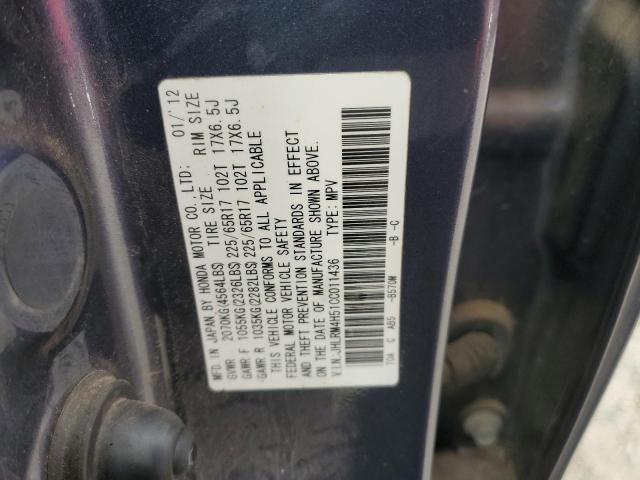 MFD. IN JAPAN BY HONDA MOTOR CO., LTD: 01/'12
GVWR 2070KG(4564LBS) TIRE SIZE RIM SIZE
GAWR F 1055KG(2326LBS) 225/65R17 102T 17X6.5J
GAWR R 1035KG(2282LBS) 225/65R17 102T 17X6.5J
THIS VEHICLE CONFORMS TO ALL APPLICABLE
FEDERAL MOTOR VEHICLE SAFETY
AND THEFT PREVENTION STANDARDS IN EFFECT
ON THE DATE OF MANUFACTURE SHOWN ABOVE.
V.I.N.:JHLRM4H51CC011436 TYPE: MPV
TOA C AB5 -B570M -B -C